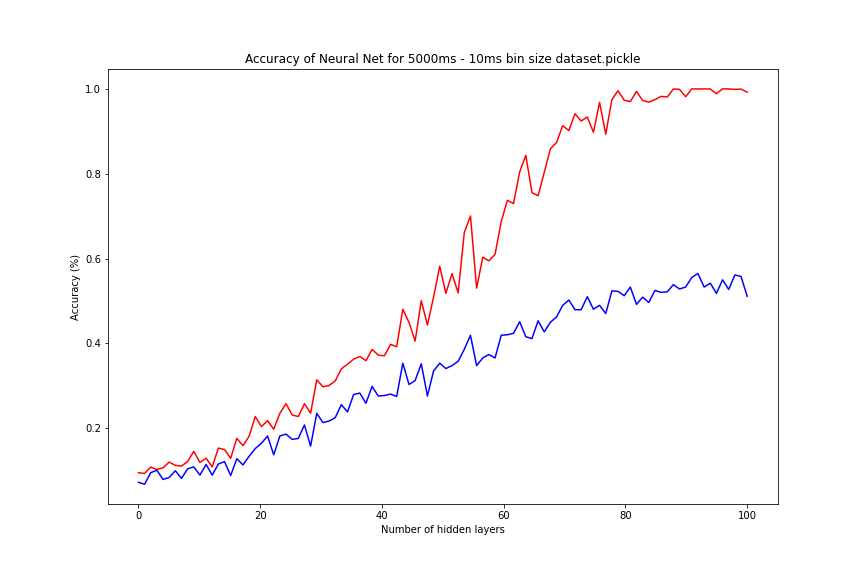 Accuracy of Neural Net for 5000ms - 10ms bin size dataset.pickle
1.0
0.8
0.6
0.4
0.2
Accuracy (%)
0 20 40 60 80 100
Number of hidden layers